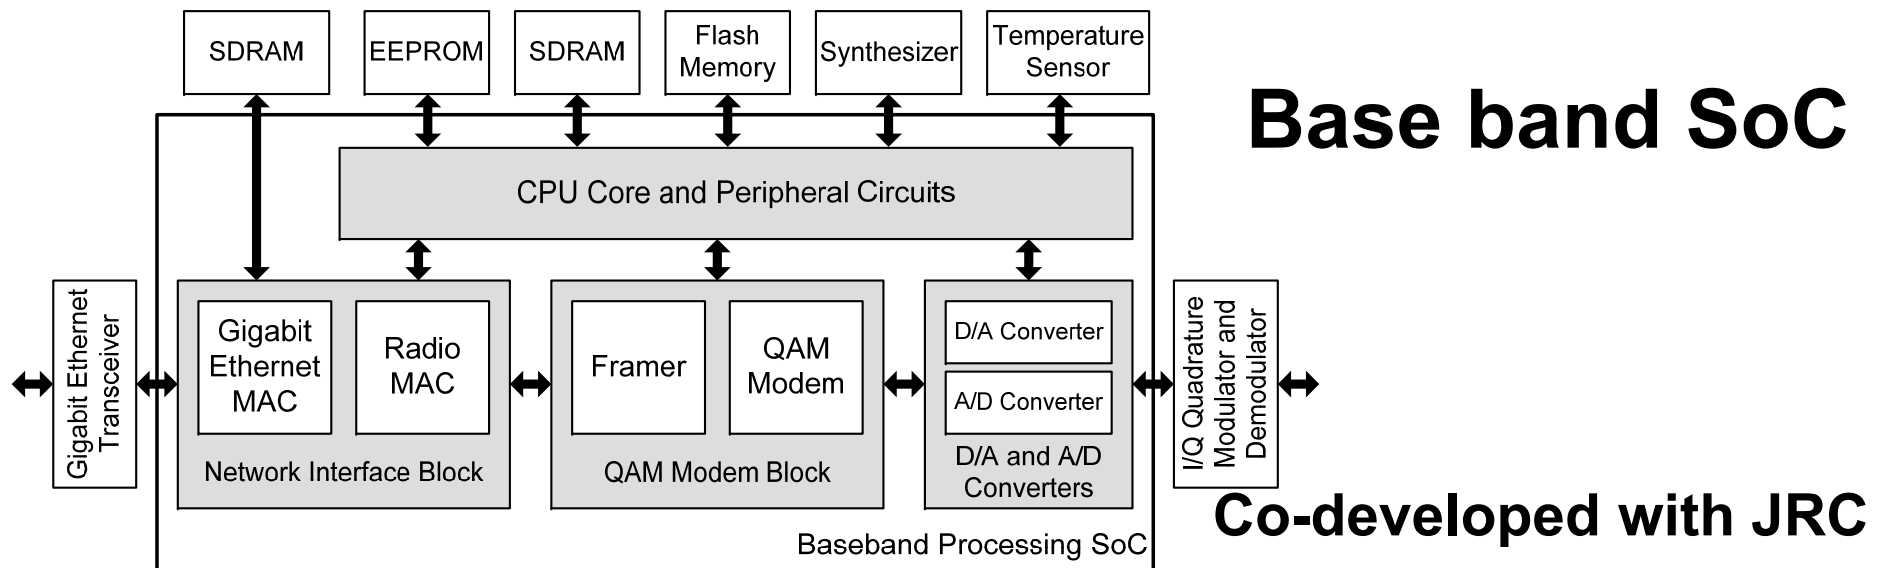 SDRAM
EEPROM
SDRAM
Flash
Memory
Synthesizer
Temperature
Sensor
Base band SoC
CPU Core and Peripheral Circuits
Gigabit Ethernet
Transceiver
Gigabit
Ethernet
MAC
Radio
MAC
Network Interface Block
Framer
QAM
Modem
QAM Modem Block
D/A Converter
A/D Converter
D/A and A/D
Converters
I/Q Quadrature
Modulator and
Demodulator
Co-developed with JRC
Baseband Processing SoC